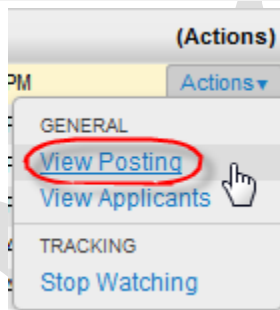 (Actions)
PM Actions▾
GENERAL
View Posting
View Applicants
TRACKING
Stop Watching